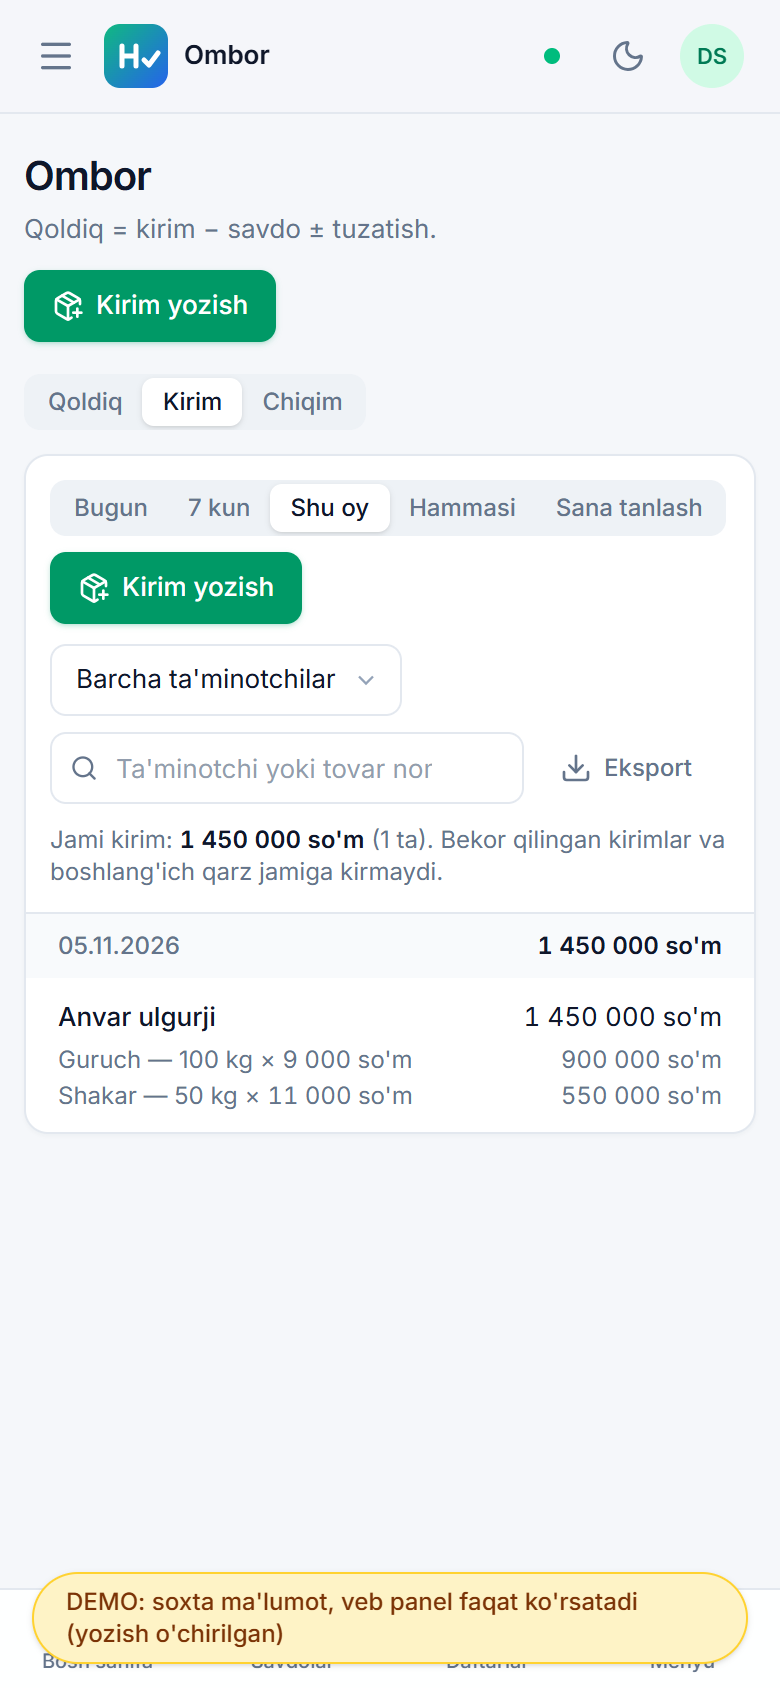 H✓ Ombor DS
Ombor
Qoldiq = kirim − savdo ± tuzatish.
Kirim yozish
Qoldiq Kirim Chiqim
Bugun 7 kun Shu oy Hammasi Sana tanlash
Kirim yozish
Barcha ta'minotchilar
Ta'minotchi yoki tovar nor
Eksport
Jami kirim: 1 450 000 so'm (1 ta). Bekor qilingan kirimlar va
boshlang'ich qarz jamiga kirmaydi.
05.11.2026 1 450 000 so'm
Anvar ulgurji 1 450 000 so'm
Guruch — 100 kg × 9 000 so'm 900 000 so'm
Shakar — 50 kg × 11 000 so'm 550 000 so'm
DEMO: soxta ma'lumot, veb panel faqat ko'rsatadi
(yozish o'chirilgan)